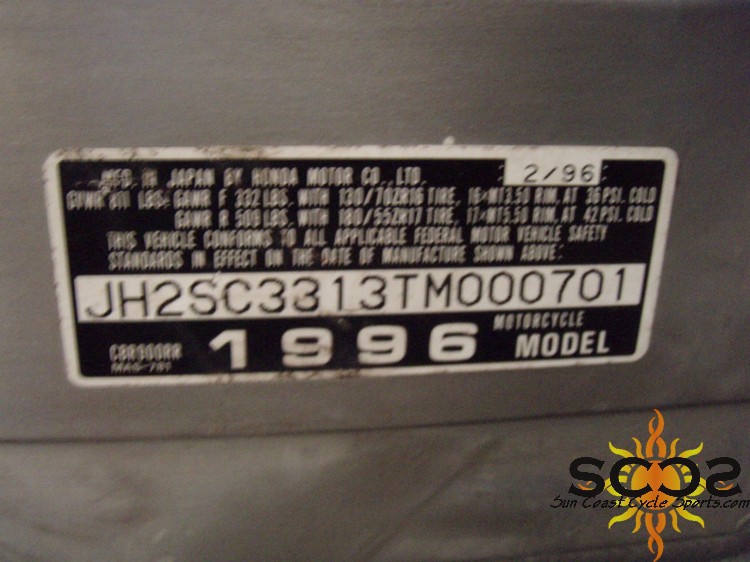 MFG. IN JAPAN BY HONDA MOTOR CO., LTD. 2/96
GVWR 811 LBS. GAWR F 332 LBS. WITH 130/70ZR16 TIRE, 16×MT3.50 RIM, AT 36 PSI. COLD
GAWR R 509 LBS. WITH 180/55ZR17 TIRE, 17×MT5.50 RIM, AT 42 PSI. COLD
THIS VEHICLE CONFORMS TO ALL APPLICABLE FEDERAL MOTOR VEHICLE SAFETY
STANDARDS IN EFFECT ON THE DATE OF MANUFACTURE SHOWN ABOVE.
JH2SC3313TM000701
CBR900RR 1996 MOTORCYCLE
MODEL
SCCS
Sun Coast Cycle Sports.com